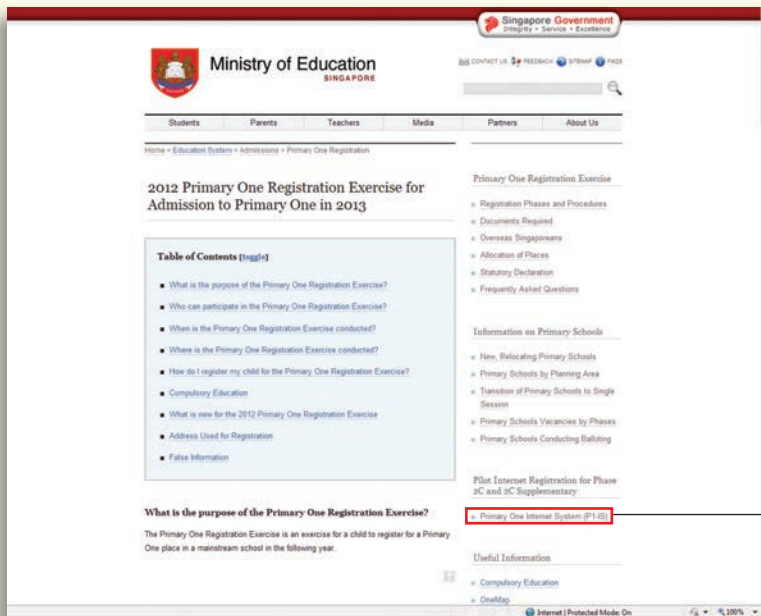 Singapore Government
Integrity • Service • Excellence
Ministry of Education
SINGAPORE
CONTACT US FEEDBACK SITEMAP FAQS
Students Parents Teachers Media Partners About Us
Home » Education System » Admissions » Primary One Registration
2012 Primary One Registration Exercise for
Admission to Primary One in 2013
Table of Contents [toggle]
What is the purpose of the Primary One Registration Exercise?
Who can participate in the Primary One Registration Exercise?
When is the Primary One Registration Exercise conducted?
Where is the Primary One Registration Exercise conducted?
How do I register my child for the Primary One Registration Exercise?
Compulsory Education
What is new for the 2012 Primary One Registration Exercise
Address Used for Registration
False Information
What is the purpose of the Primary One Registration Exercise?
The Primary One Registration Exercise is an exercise for a child to register for a Primary
One place in a mainstream school in the following year.
Primary One Registration Exercise
Registration Phases and Procedures
Documents Required
Overseas Singaporeans
Allocation of Places
Statutory Declaration
Frequently Asked Questions
Information on Primary Schools
New, Relocating Primary Schools
Primary Schools by Planning Area
Transition of Primary Schools to Single
Session
Primary Schools Vacancies by Phases
Primary Schools Conducting Balloting
Pilot Internet Registration for Phase
2C and 2C Supplementary
Primary One Internet System (P1-IS)
Useful Information
Compulsory Education
OneMap
Internet | Protected Mode: On 100%